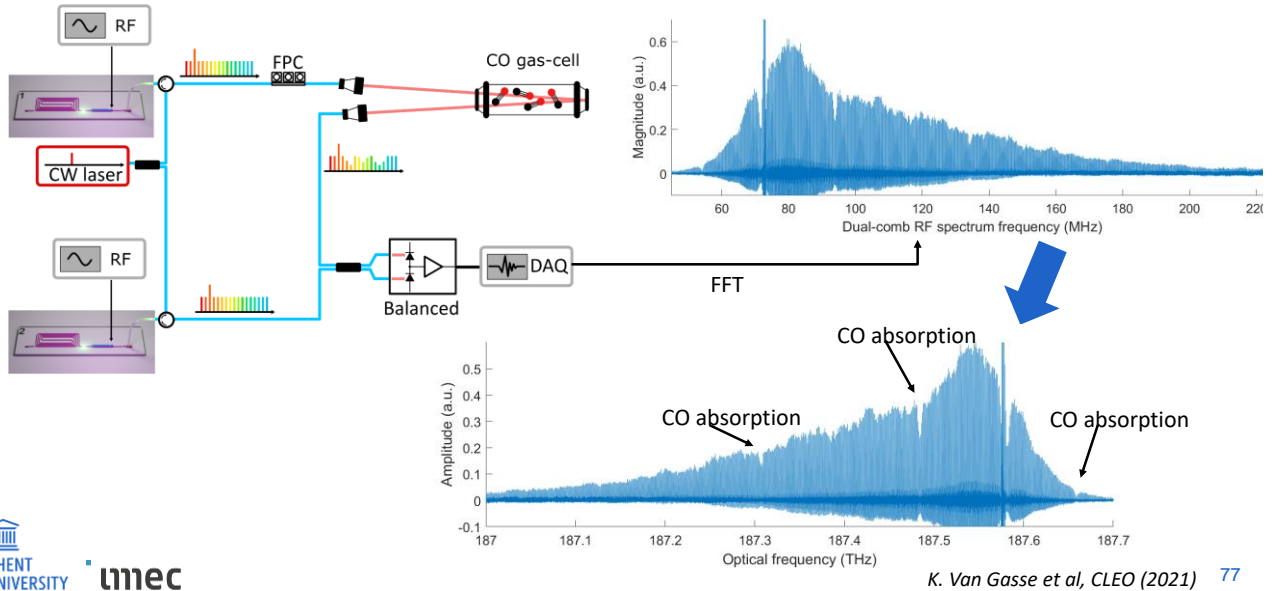 RF
FPC
CO gas-cell
1
CW laser
RF
2
Balanced
DAQ
FFT
Magnitude (a.u.)
0.6
0.4
0.2
0
60 80 100 120 140 160 180 200 220
Dual-comb RF spectrum frequency (MHz)
CO absorption
CO absorption
CO absorption
Amplitude (a.u.)
0.5
0.4
0.3
0.2
0.1
0
-0.1
187 187.1 187.2 187.3 187.4 187.5 187.6 187.7
Optical frequency (THz)
HENT
NIVERSITY
imec
K. Van Gasse et al, CLEO (2021) 77